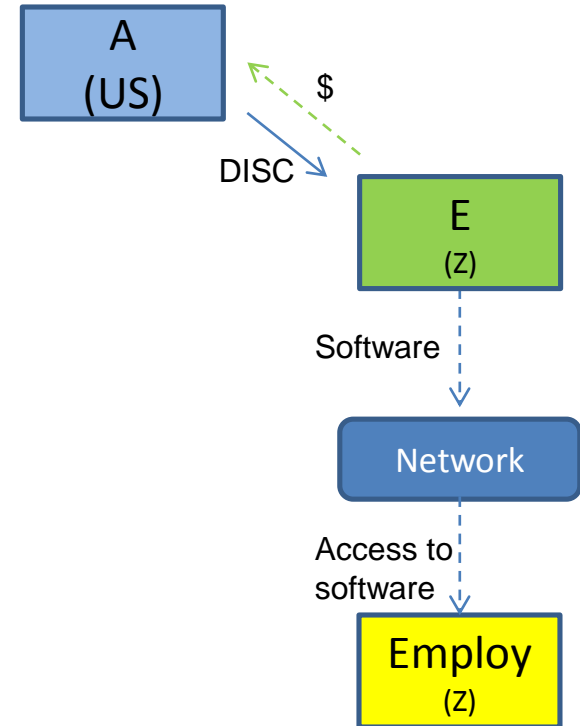 A
(US)
$
DISC
E
(Z)
Software
Network
Access to
software
Employ
(Z)